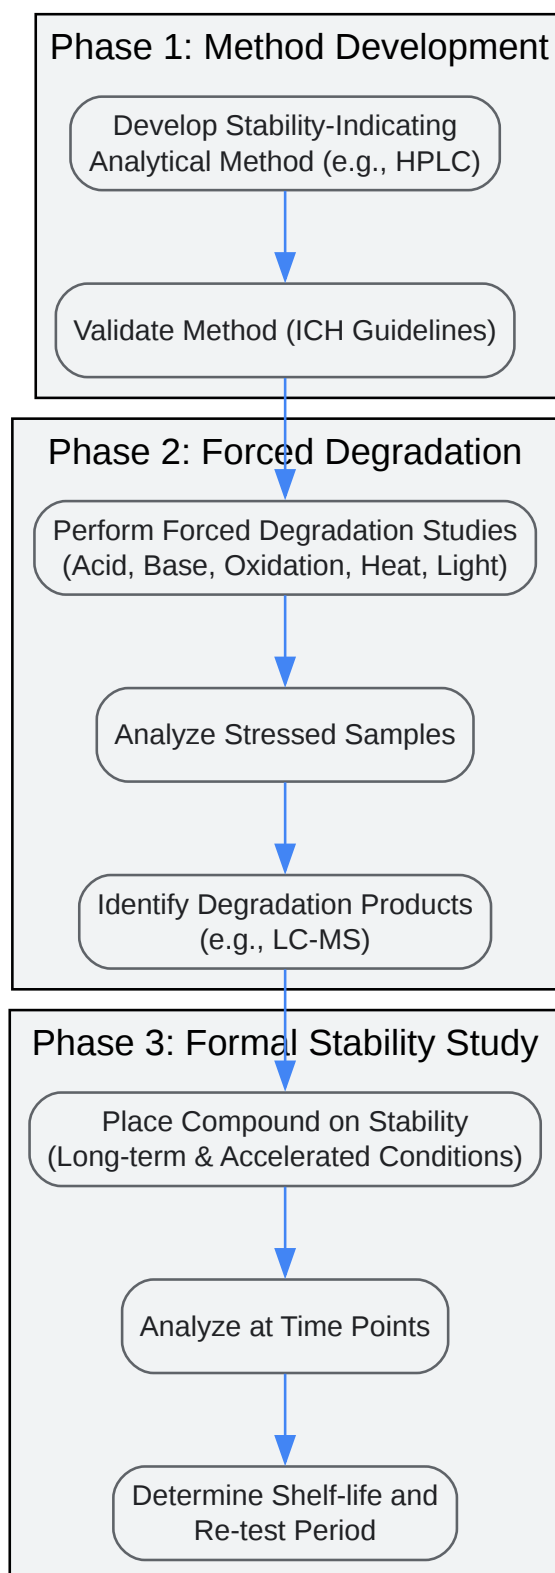 Phase 1: Method Development
Develop Stability-Indicating
Analytical Method (e.g., HPLC)
Validate Method (ICH Guidelines)
Phase 2: Forced Degradation
Perform Forced Degradation Studies
(Acid, Base, Oxidation, Heat, Light)
Analyze Stressed Samples
Identify Degradation Products
(e.g., LC-MS)
Phase 3: Formal Stability Study
Place Compound on Stability
(Long-term & Accelerated Conditions)
Analyze at Time Points
Determine Shelf-life and
Re-test Period